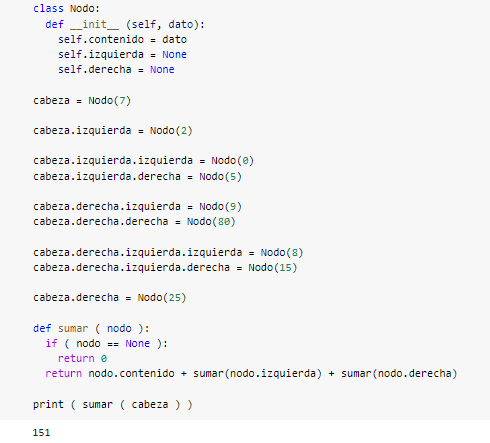 class Nodo:
  def __init__ (self, dato):
    self.contenido = dato
    self.izquierda = None
    self.derecha = None

cabeza = Nodo(7)

cabeza.izquierda = Nodo(2)

cabeza.izquierda.izquierda = Nodo(0)
cabeza.izquierda.derecha = Nodo(5)

cabeza.derecha.izquierda = Nodo(9)
cabeza.derecha.derecha = Nodo(80)

cabeza.derecha.izquierda.izquierda = Nodo(8)
cabeza.derecha.izquierda.derecha = Nodo(15)

cabeza.derecha = Nodo(25)

def sumar ( nodo ):
  if ( nodo == None ):
    return 0
  return nodo.contenido + sumar(nodo.izquierda) + sumar(nodo.derecha)

print ( sumar ( cabeza ) )

151